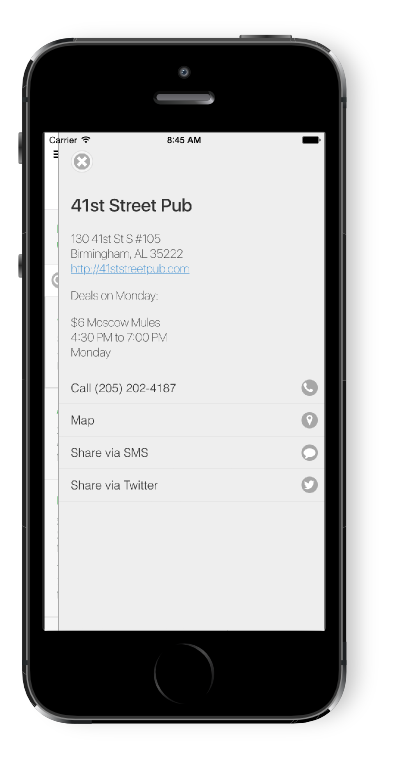 Carrier 8:45 AM
41st Street Pub
130 41st St S #105
Birmingham, AL 35222
http://41ststreetpub.com
Deals on Monday:
$6 Moscow Mules
4:30 PM to 7:00 PM
Monday
Call (205) 202-4187
Map
Share via SMS
Share via Twitter